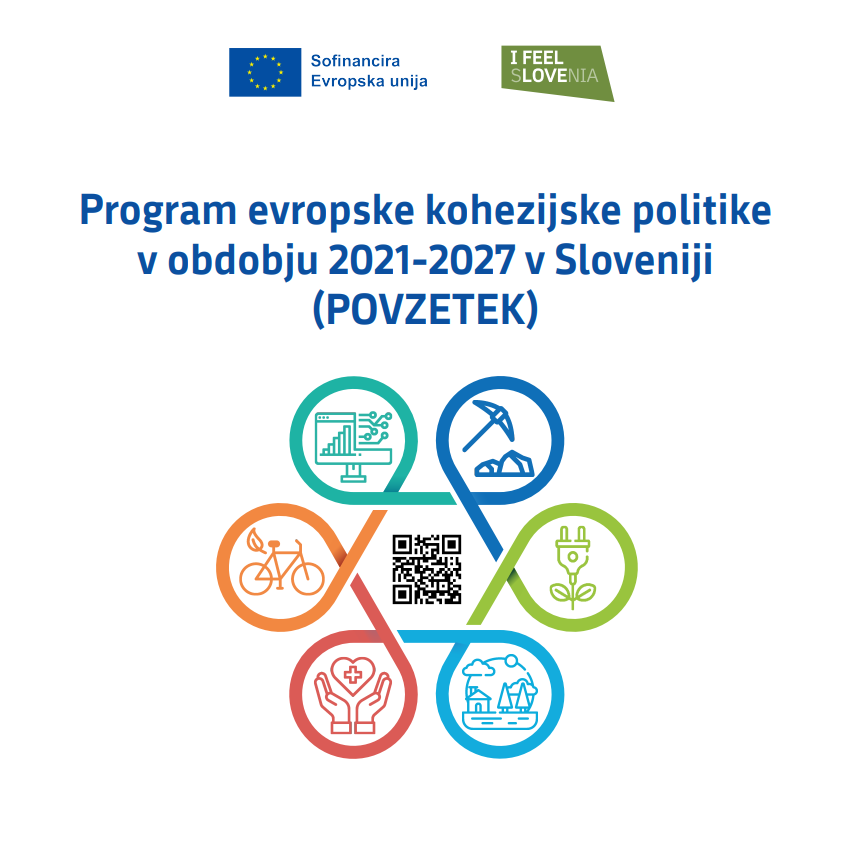 Sofinancira
Evropska unija
I FEEL
SLOVENIA
Program evropske kohezijske politike
v obdobju 2021-2027 v Sloveniji
(POVZETEK)